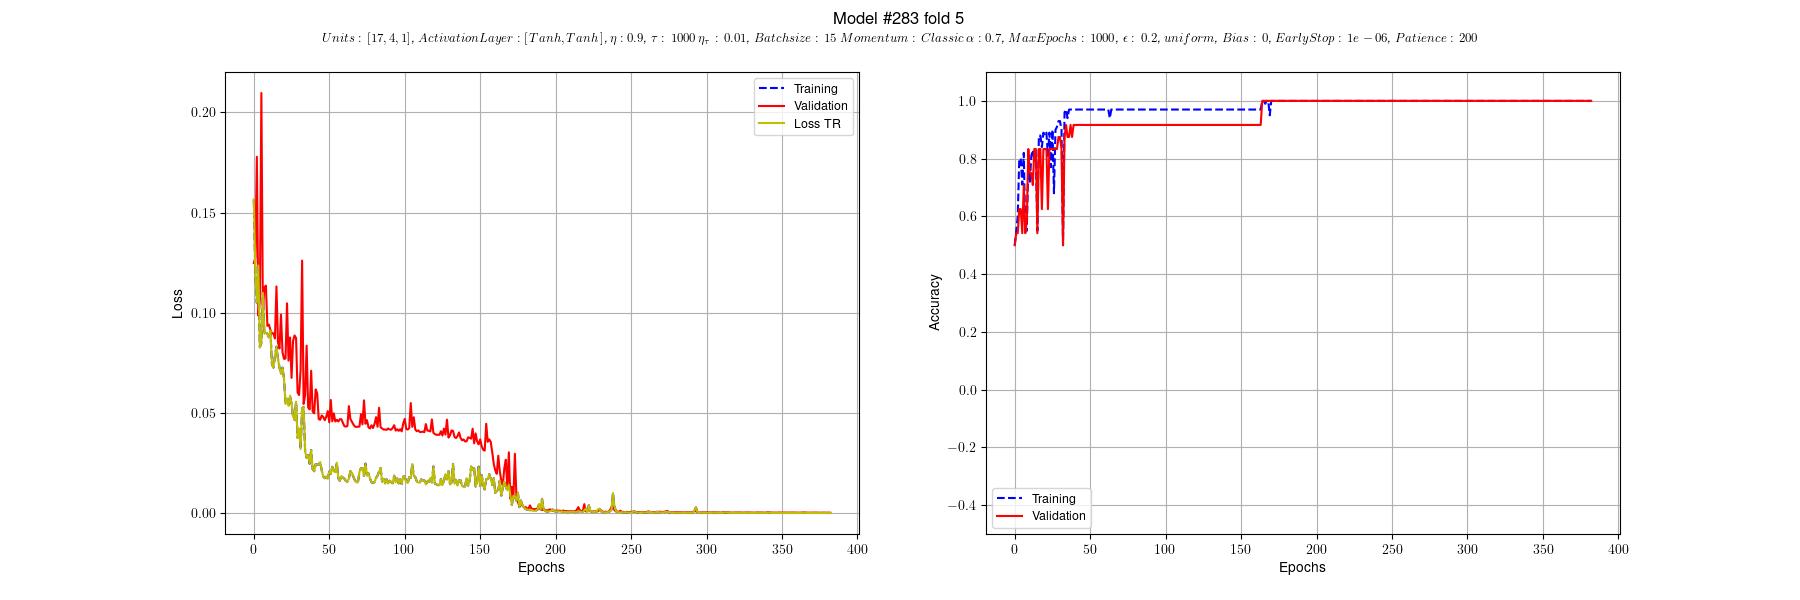 Model #283 fold 5
Units : [17, 4, 1], ActivationLayer : [Tanh, Tanh], η : 0.9, τ : 1000 ητ : 0.01, Batchsize : 15 Momentum : Classic α : 0.7, MaxEpochs : 1000, ϵ : 0.2, uniform, Bias : 0, EarlyStop : 1e − 06, Patience : 200
Training
Validation
Loss TR
0.20
0.15
0.10
0.05
0.00
Loss
0 50 100 150 200 250 300 350 400
Epochs
1.0
0.8
0.6
0.4
0.2
0.0
−0.2
−0.4
Accuracy
Training
Validation
0 50 100 150 200 250 300 350 400
Epochs